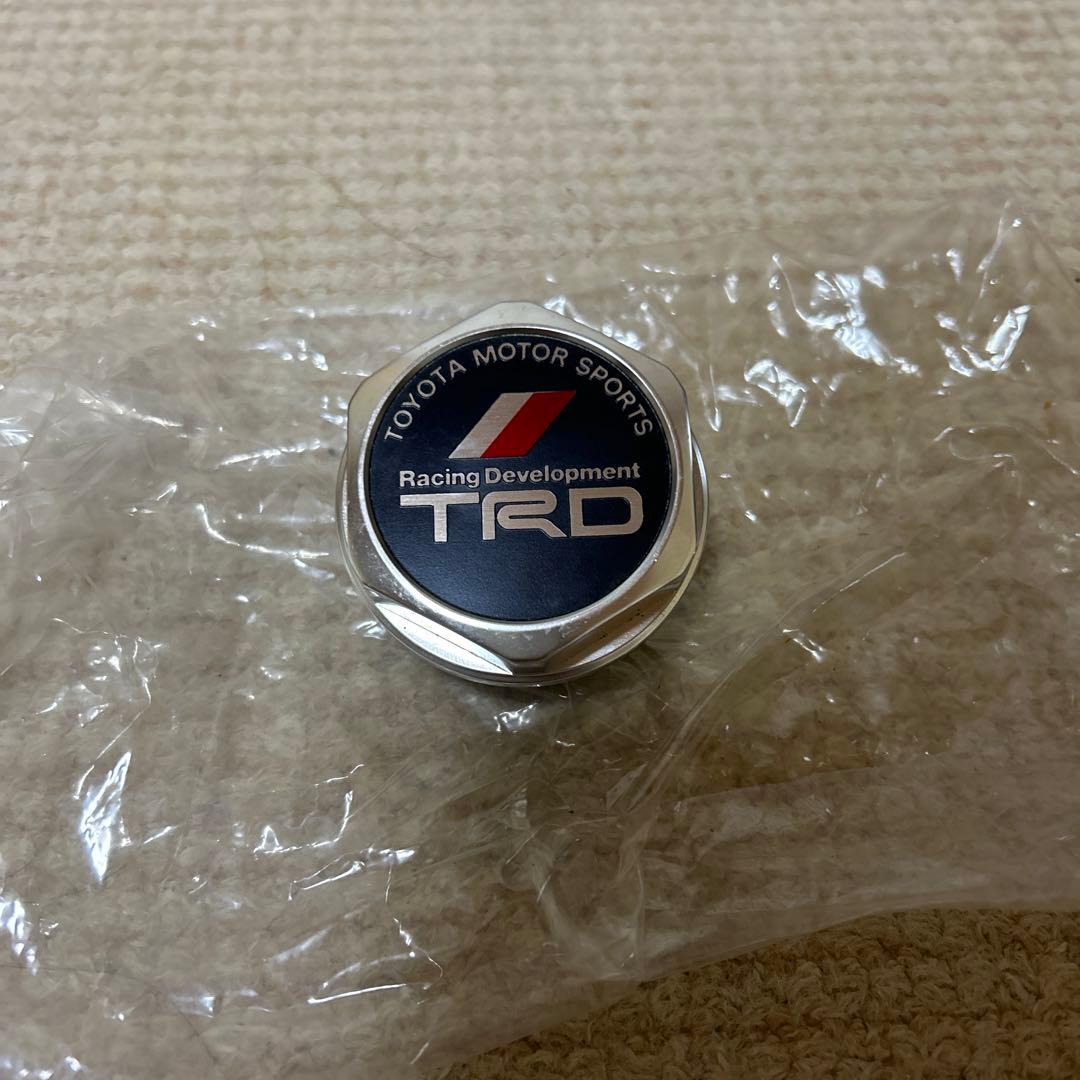 TOYOTA MOTOR SPORTS
Racing Development
TRD